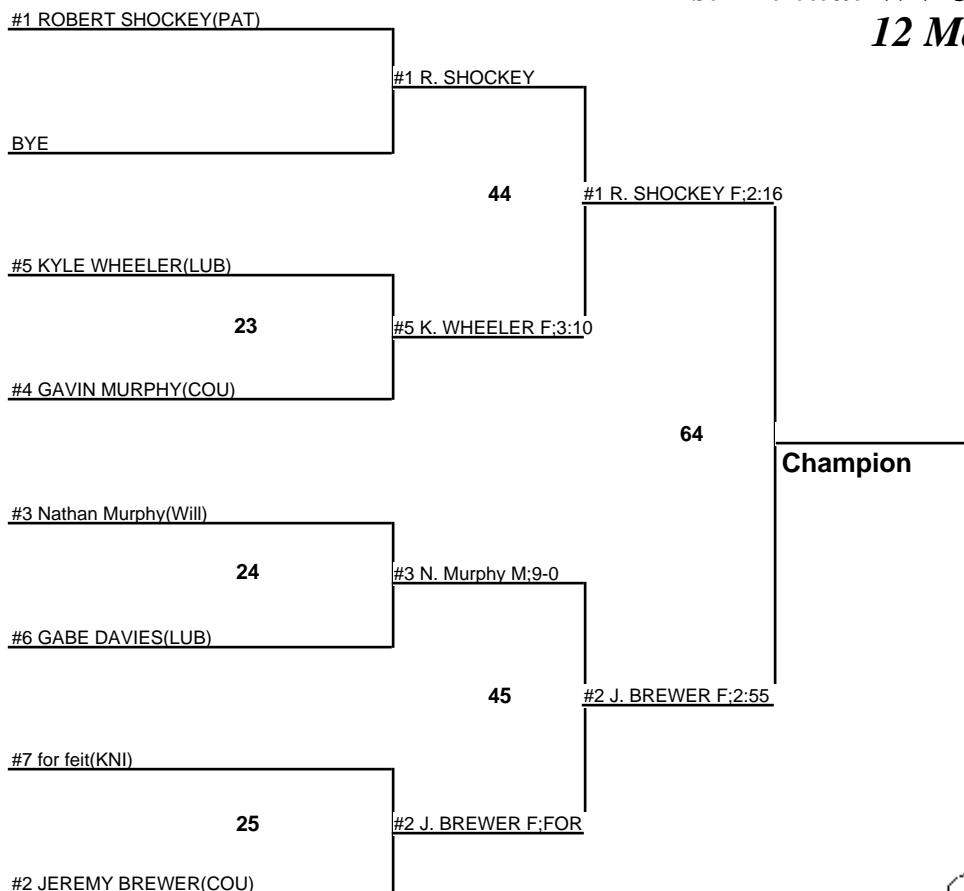 #1 ROBERT SHOCKEY(PAT)
12
#1 R. SHOCKEY
BYE
44
#1 R. SHOCKEY F;2:16
#5 KYLE WHEELER(LUB)
23
#5 K. WHEELER F;3:10
#4 GAVIN MURPHY(COU)
64
Champion
#3 Nathan Murphy(Will)
24
#3 N. Murphy M;9-0
#6 GABE DAVIES(LUB)
45
#2 J. BREWER F;2:55
#7 for feit(KNI)
25
#2 J. BREWER F;FOR
#2 JEREMY BREWER(COU)